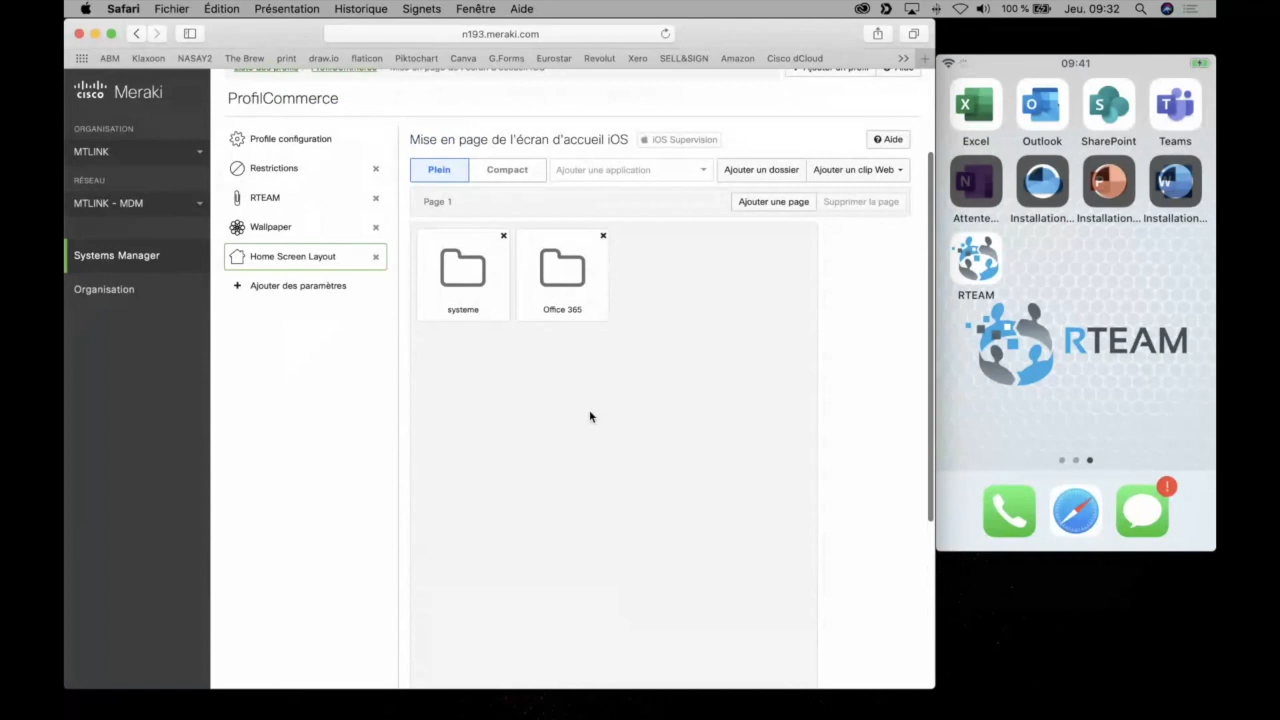 Safari Fichier Édition Présentation Historique Signets Fenêtre Aide 100 % Jeu. 09:32
n193.meraki.com
ABM Klaxoon NASAY2 The Brew print draw.io flaticon Piktochart Canva G.Forms Eurostar Revolut Xero SELL&SIGN Amazon Cisco dCloud
CISCO Meraki
ORGANISATION
MTLINK
RÉSEAU
MTLINK - MDM
Systems Manager
Organisation
ProfilCommerce
Profile configuration
Restrictions
RTEAM
Wallpaper
Home Screen Layout
Ajouter des paramètres
Mise en page de l'écran d'accueil iOS iOS Supervision Aide
Plein Compact Ajouter une application Ajouter un dossier Ajouter un clip Web
Page 1 Ajouter une page Supprimer la page
systeme Office 365
09:41
Excel Outlook SharePoint Teams
Attente... Installation... Installation... Installation...
RTEAM
RTEAM